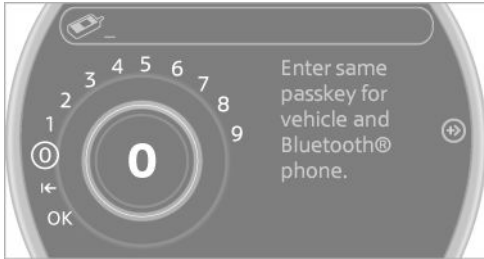 _
4 5 6
3 7
2 8
1 9
0 0
OK
Enter same
passkey for
vehicle and
Bluetooth®
phone.